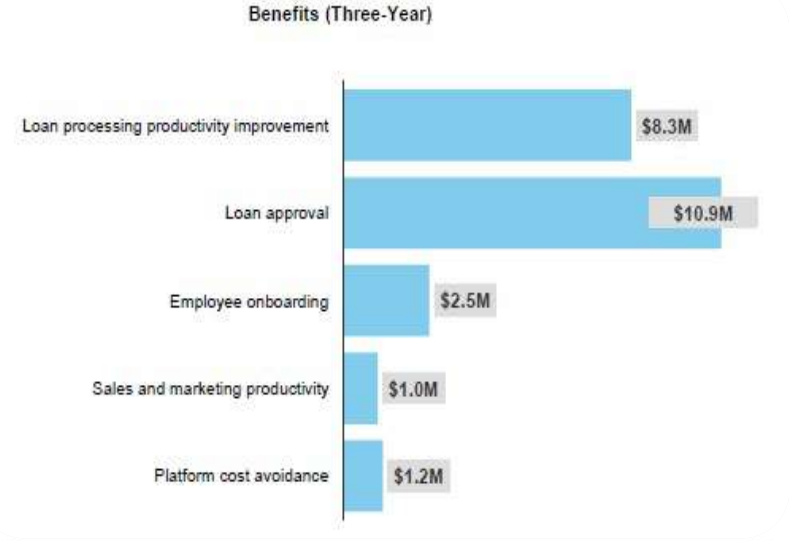 Benefits (Three-Year)
Loan processing productivity improvement
$8.3M
Loan approval
$10.9M
Employee onboarding
$2.5M
Sales and marketing productivity
$1.0M
Platform cost avoidance
$1.2M